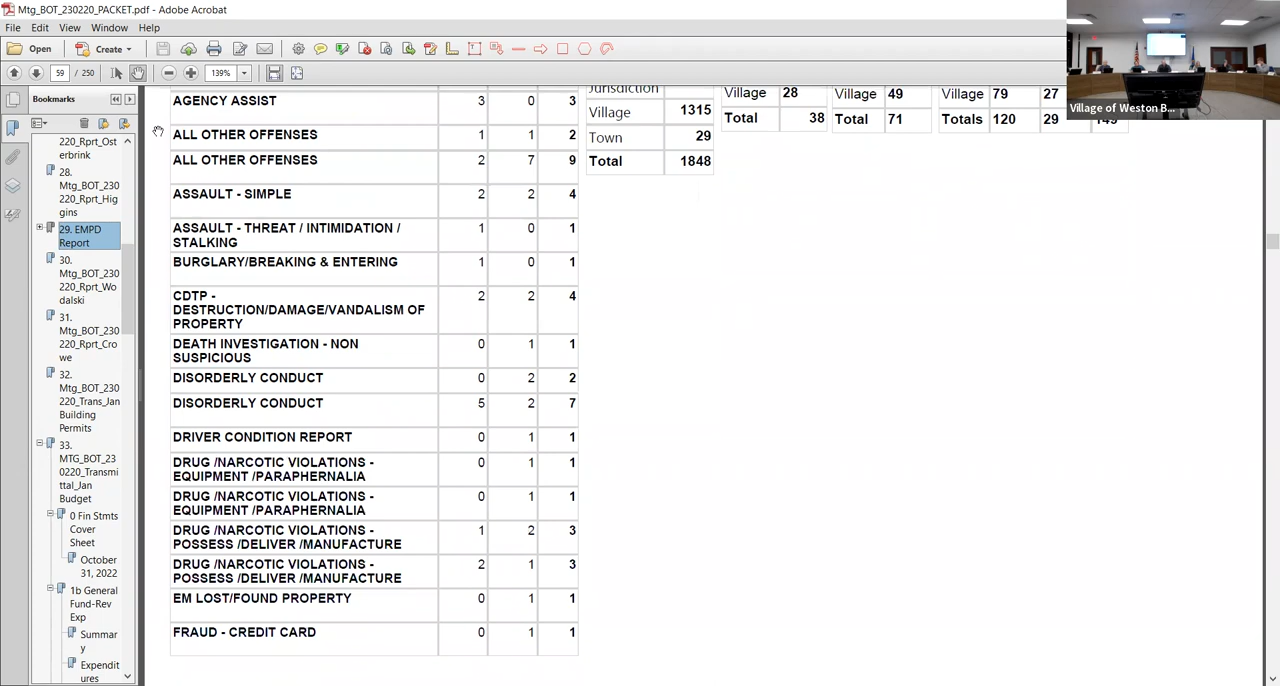 Mtg_BOT_230220_PACKET.pdf - Adobe Acrobat
File Edit View Window Help
Open Create
59 / 250 139%
Bookmarks
220_Rprt_Ost
erbrink
28.
Mtg_BOT_230
220_Rprt_Hig
gins
29. EMPD
Report
30.
Mtg_BOT_230
220_Rprt_Wo
dalski
31.
Mtg_BOT_230
220_Rprt_Cro
we
32.
Mtg_BOT_230
220_Trans_Jan
Building
Permits
33.
MTG_BOT_23
0220_Transmi
ttal_Jan
Budget
0 Fin Stmts
Cover
Sheet
October
31, 2022
1b General
Fund-Rev
Exp
Summar
y
Expendit
ures
AGENCY ASSIST 3 0 3
ALL OTHER OFFENSES 1 1 2
ALL OTHER OFFENSES 2 7 9
ASSAULT - SIMPLE 2 2 4
ASSAULT - THREAT / INTIMIDATION /
STALKING 1 0 1
BURGLARY/BREAKING & ENTERING 1 0 1
CDTP -
DESTRUCTION/DAMAGE/VANDALISM OF
PROPERTY 2 2 4
DEATH INVESTIGATION - NON
SUSPICIOUS 0 1 1
DISORDERLY CONDUCT 0 2 2
DISORDERLY CONDUCT 5 2 7
DRIVER CONDITION REPORT 0 1 1
DRUG /NARCOTIC VIOLATIONS -
EQUIPMENT /PARAPHERNALIA 0 1 1
DRUG /NARCOTIC VIOLATIONS -
EQUIPMENT /PARAPHERNALIA 0 1 1
DRUG /NARCOTIC VIOLATIONS -
POSSESS /DELIVER /MANUFACTURE 1 2 3
DRUG /NARCOTIC VIOLATIONS -
POSSESS /DELIVER /MANUFACTURE 2 1 3
EM LOST/FOUND PROPERTY 0 1 1
FRAUD - CREDIT CARD 0 1 1
Jurisdiction
Village 1315
Town 29
Total 1848
Village 28
Total 38
Village 49
Total 71
Village 79 27
Totals 120 29 149
Village of Weston B...